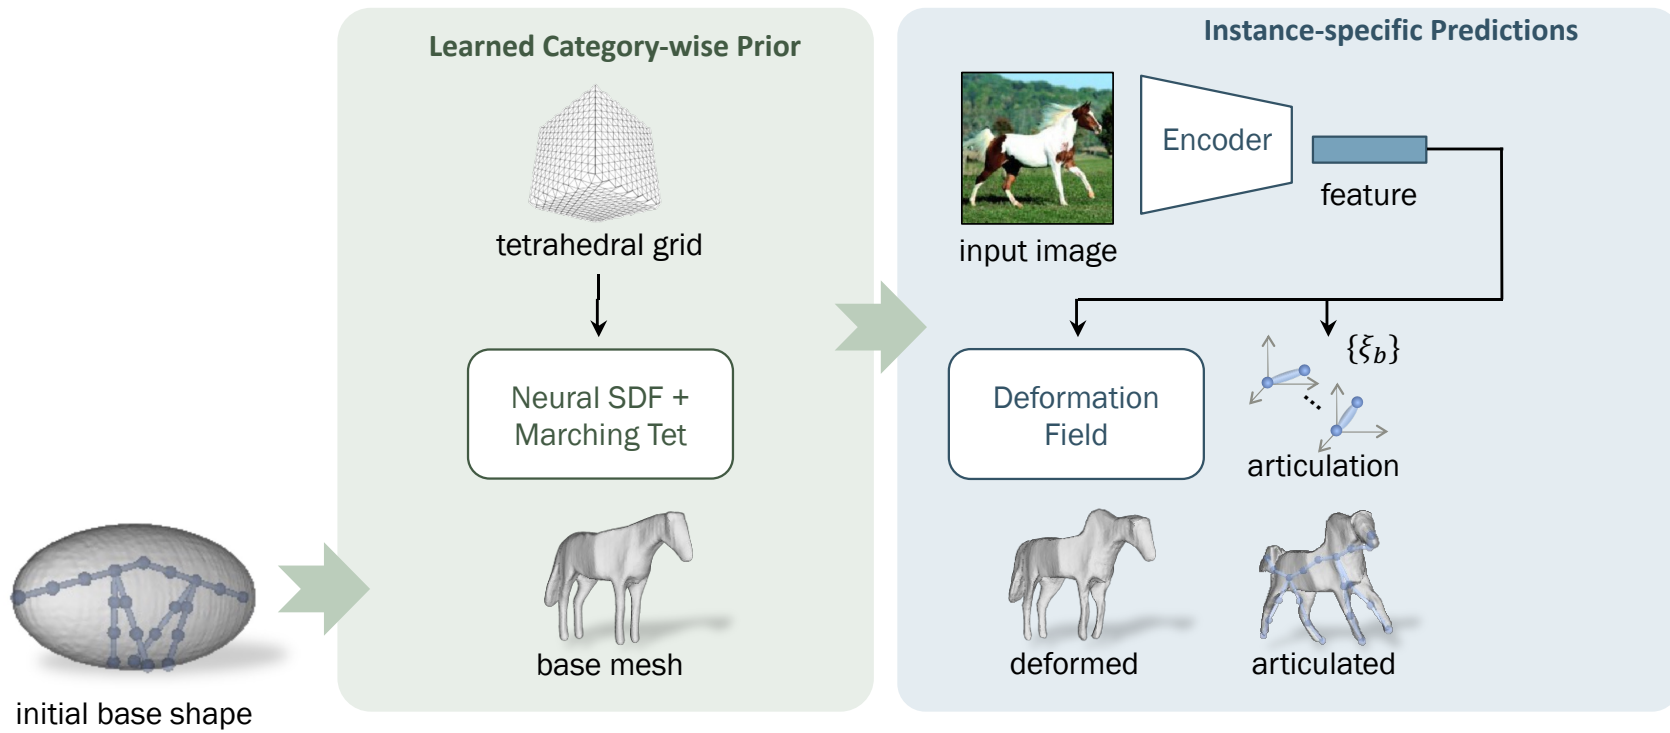 Learned Category-wise Prior
tetrahedral grid
Neural SDF +
Marching Tet
base mesh
initial base shape
Instance-specific Predictions
input image
Encoder
feature
Deformation
Field
{ξ_b}
articulation
deformed
articulated